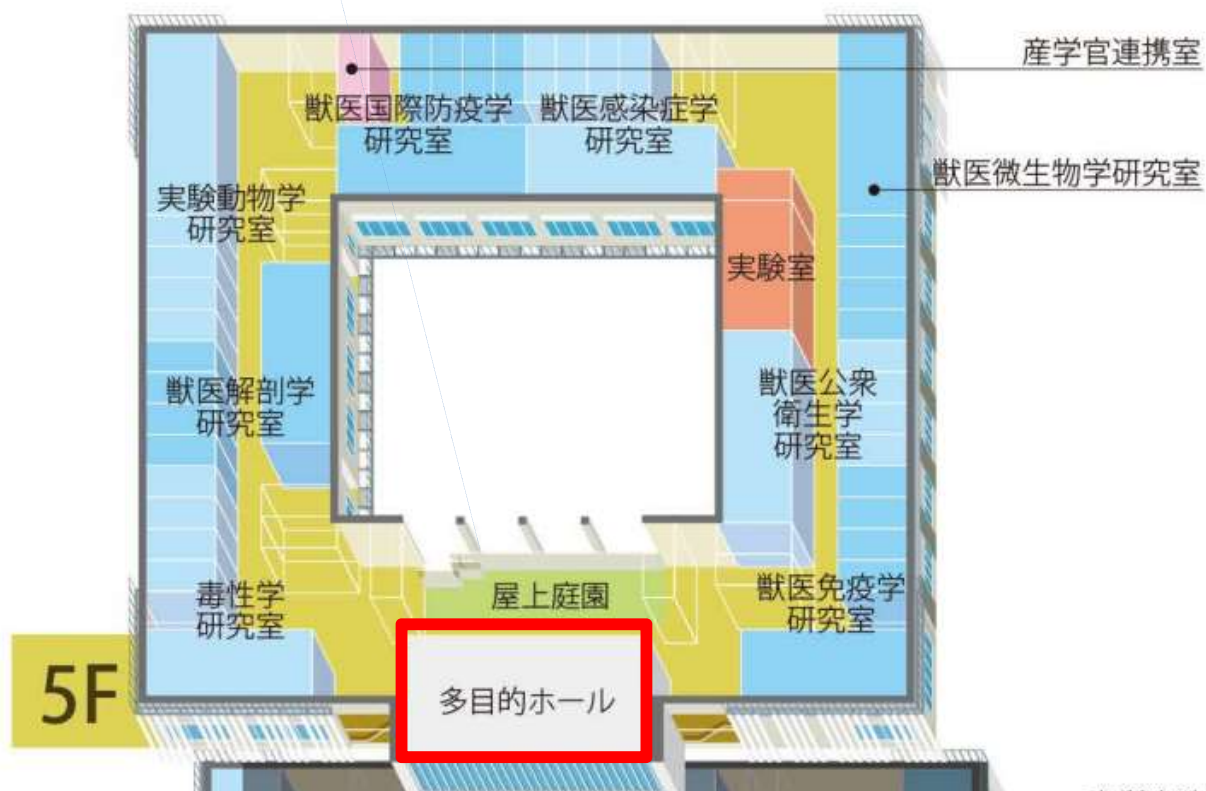 産学官連携室
獣医国際防疫学
研究室
獣医感染症学
研究室
獣医微生物学研究室
実験動物学
研究室
実験室
獣医解剖学
研究室
獣医公衆
衛生学
研究室
毒性学
研究室
屋上庭園
獣医免疫学
研究室
5F
多目的ホール